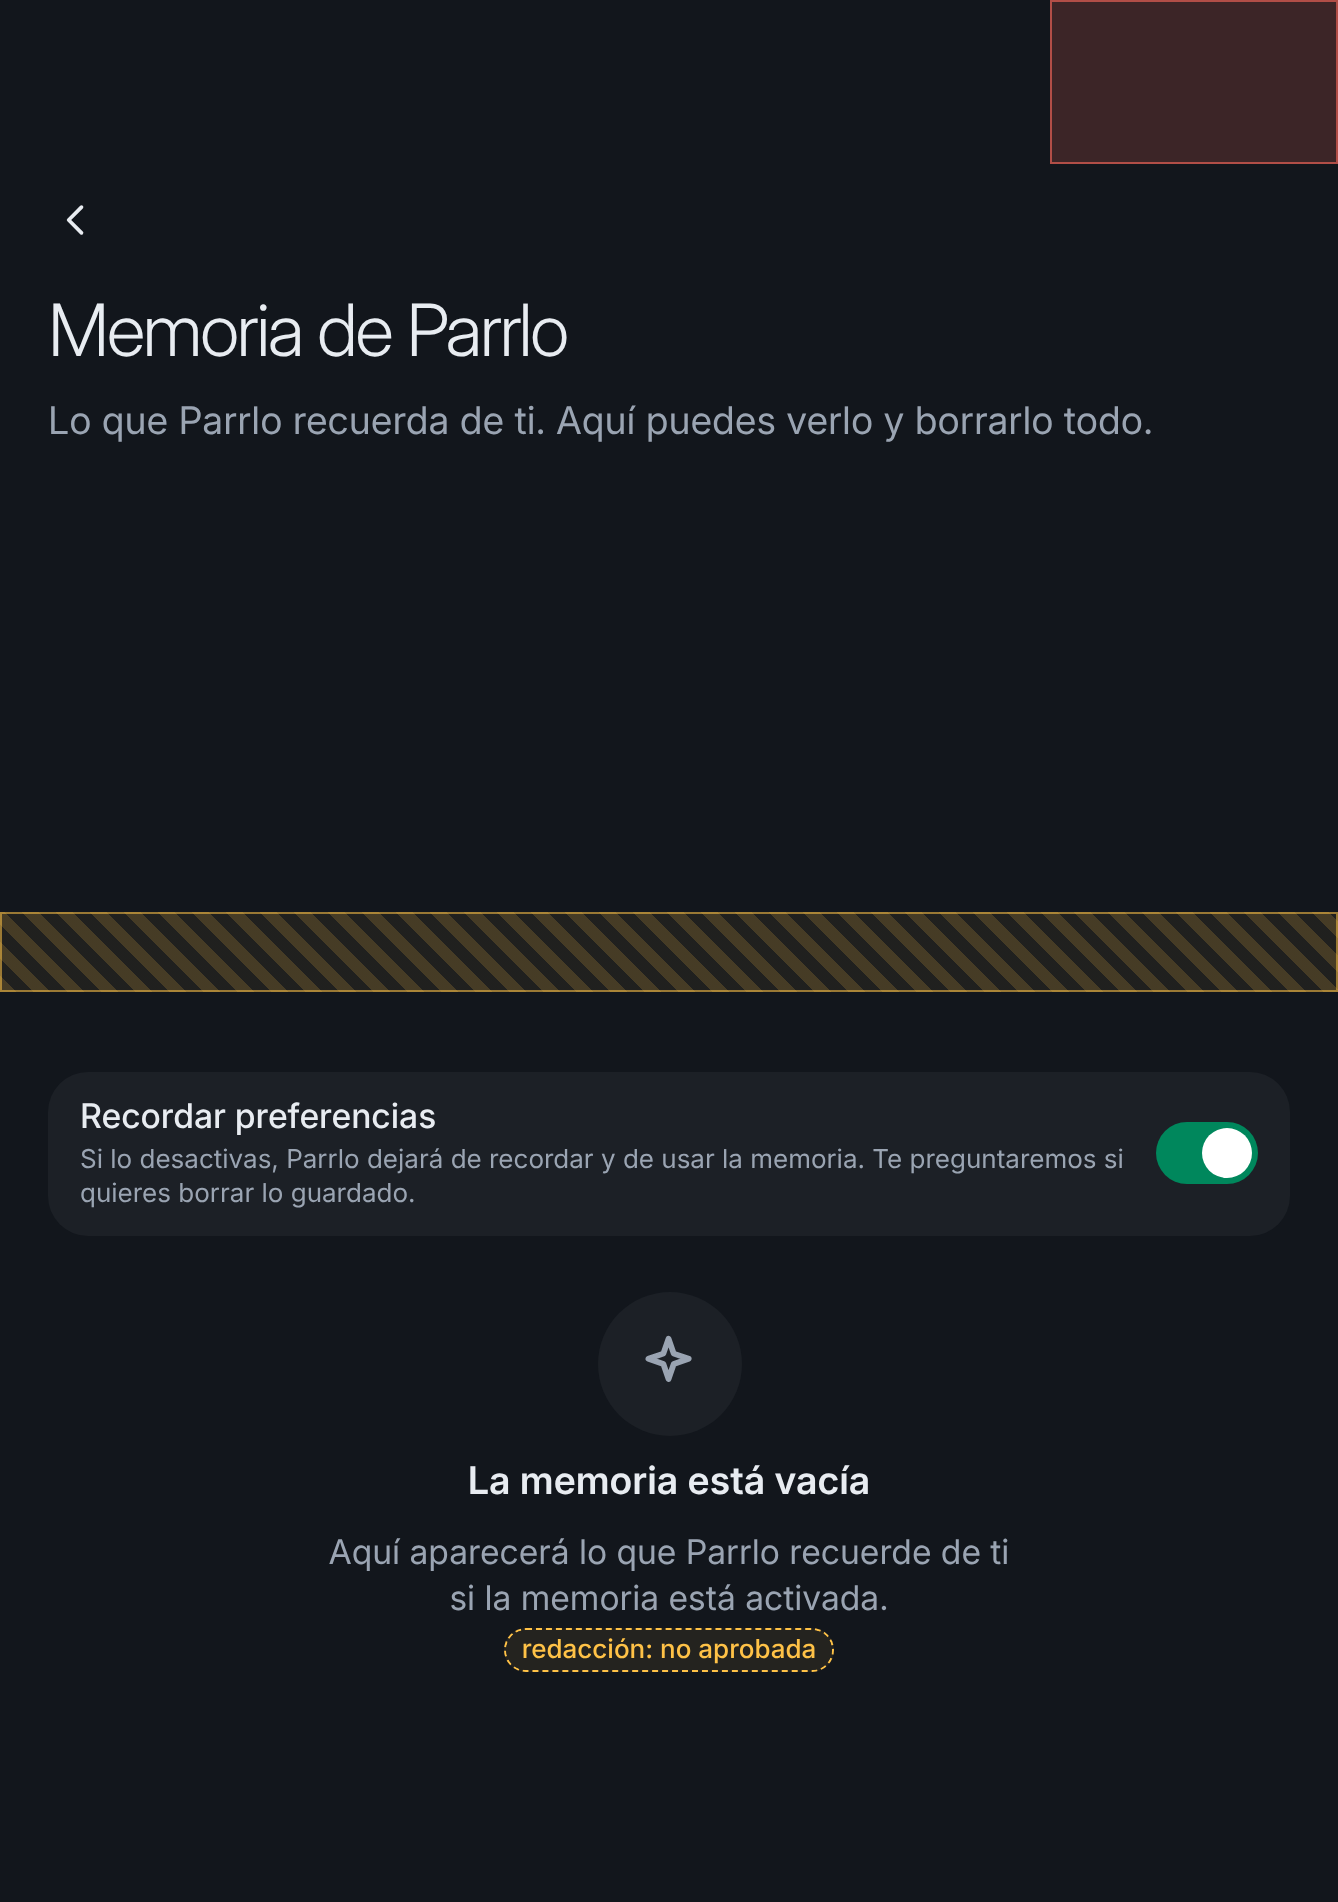 Memoria de Parrlo
Lo que Parrlo recuerda de ti. Aquí puedes verlo y borrarlo todo.
Recordar preferencias
Si lo desactivas, Parrlo dejará de recordar y de usar la memoria. Te preguntaremos si
quieres borrar lo guardado.
La memoria está vacía
Aquí aparecerá lo que Parrlo recuerde de ti
si la memoria está activada.
redacción: no aprobada